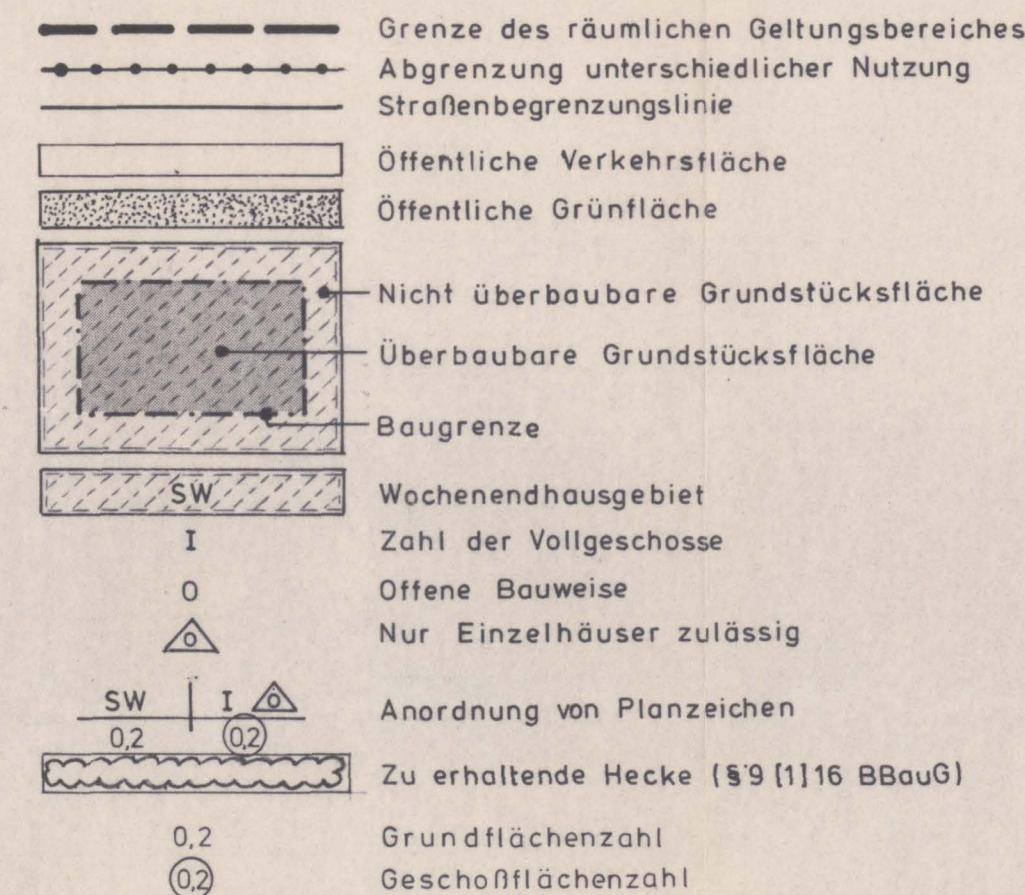 Grenze des räumlichen Geltungsbereiches
Abgrenzung unterschiedlicher Nutzung
Straßenbegrenzungslinie
Öffentliche Verkehrsfläche
Öffentliche Grünfläche
Nicht überbaubare Grundstücksfläche
Überbaubare Grundstücksfläche
Baugrenze
SW Wochenendhausgebiet
I Zahl der Vollgeschosse
O Offene Bauweise
O Nur Einzelhäuser zulässig
SW I O
Anordnung von Planzeichen
0,2 0,2
Zu erhaltende Hecke (§ 9 [1] 16 BBauG)
0,2 Grundflächenzahl
0,2 Geschoßflächenzahl